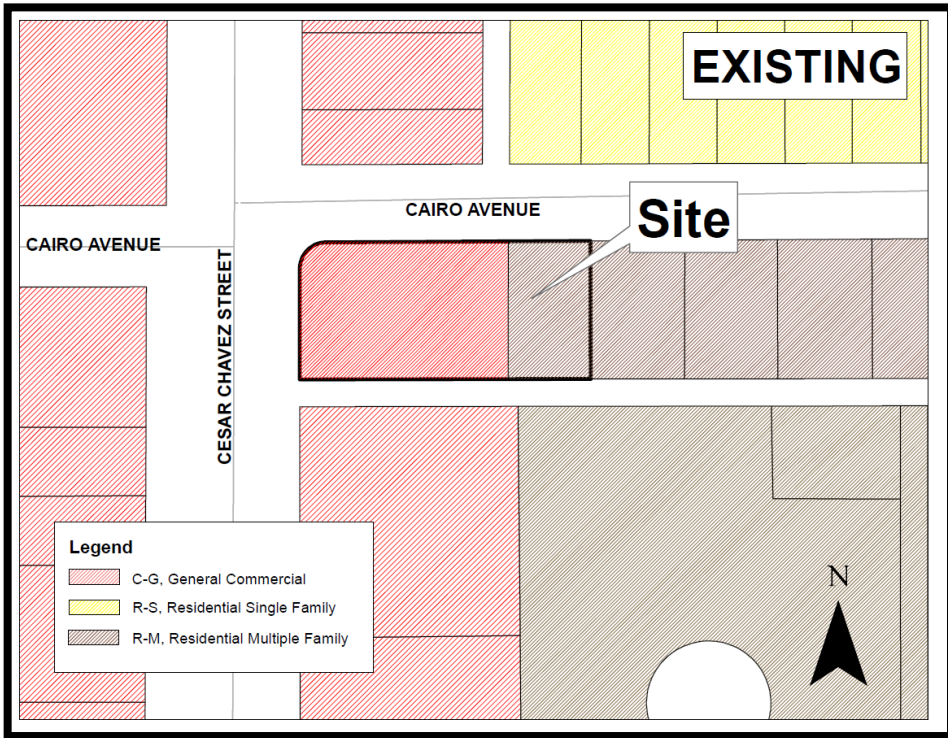 EXISTING
CAIRO AVENUE
Site
CAIRO AVENUE
CESAR CHAVEZ STREET
Legend
C-G, General Commercial
R-S, Residential Single Family
R-M, Residential Multiple Family
N